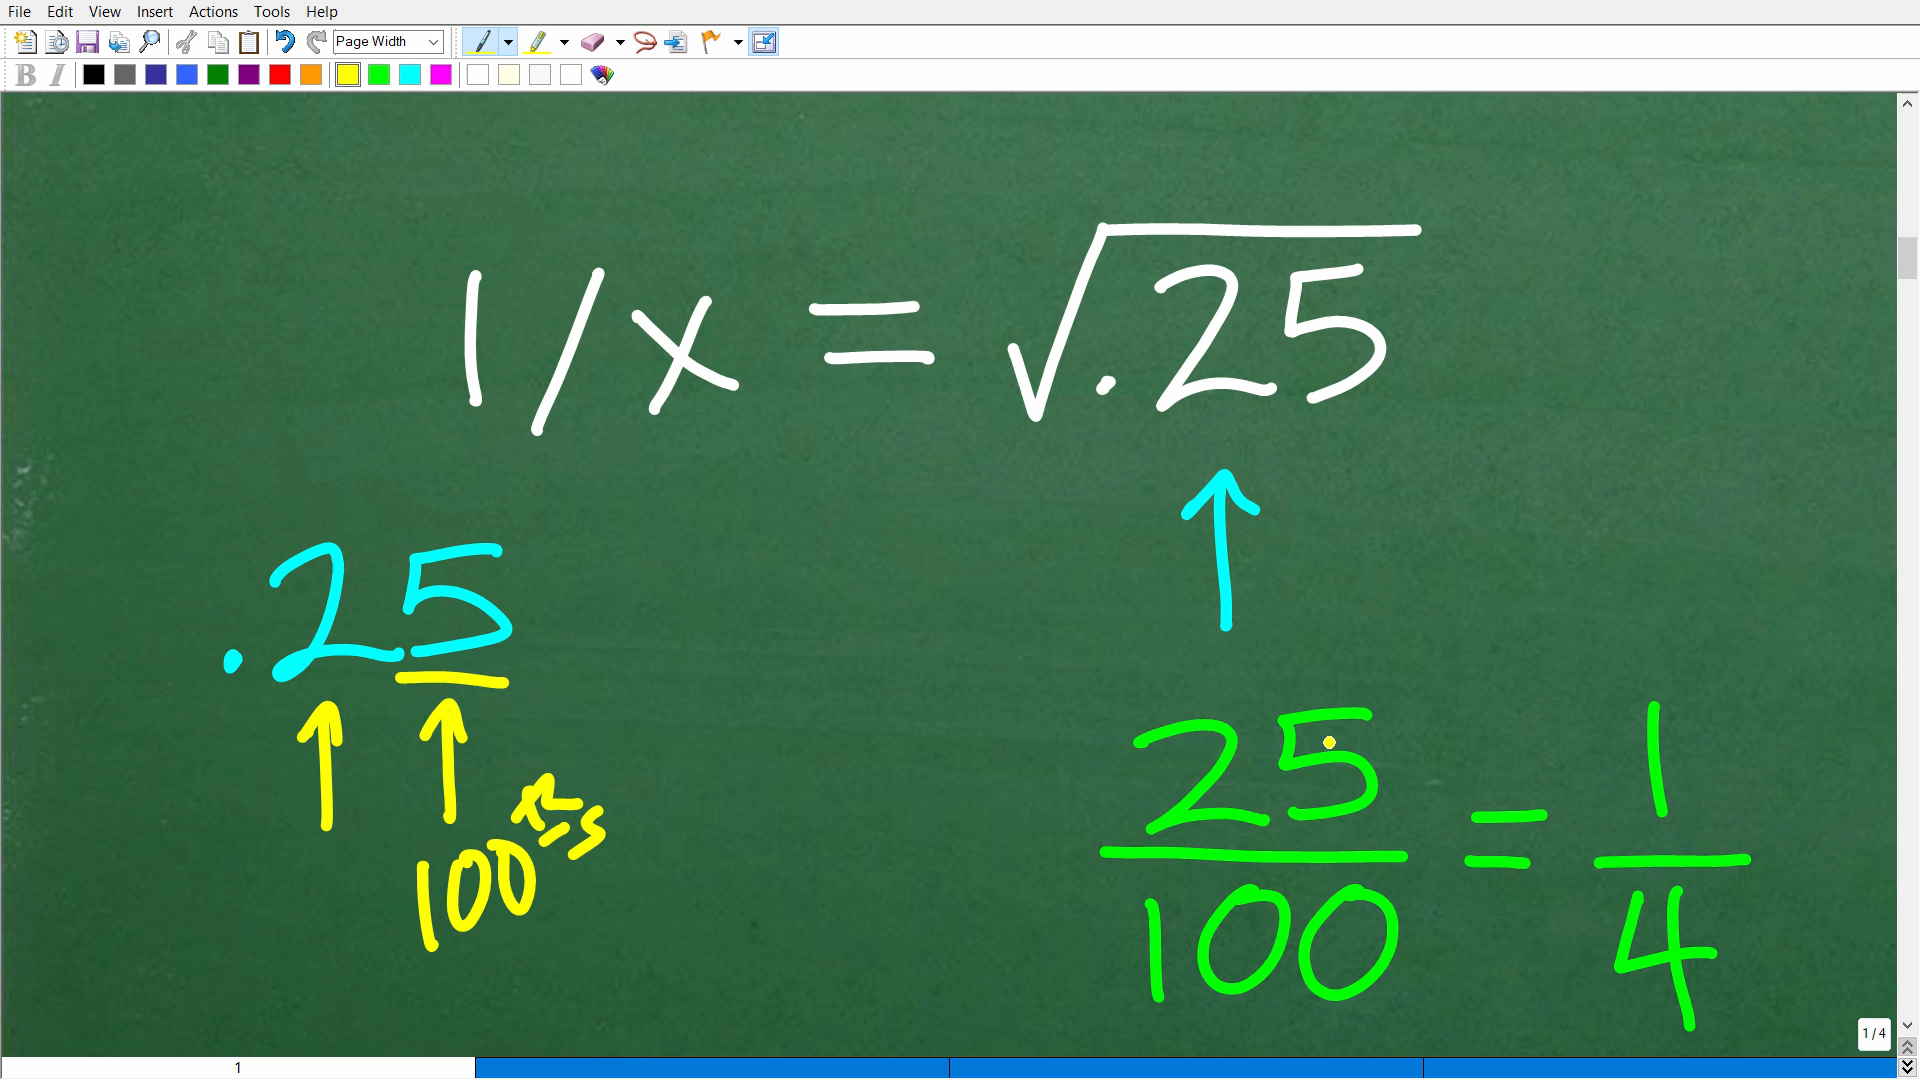 File Edit View Insert Actions Tools Help
Page Width
B I
1/x = √.25
.25
100ths
25/100 = 1/4
1 / 4
1